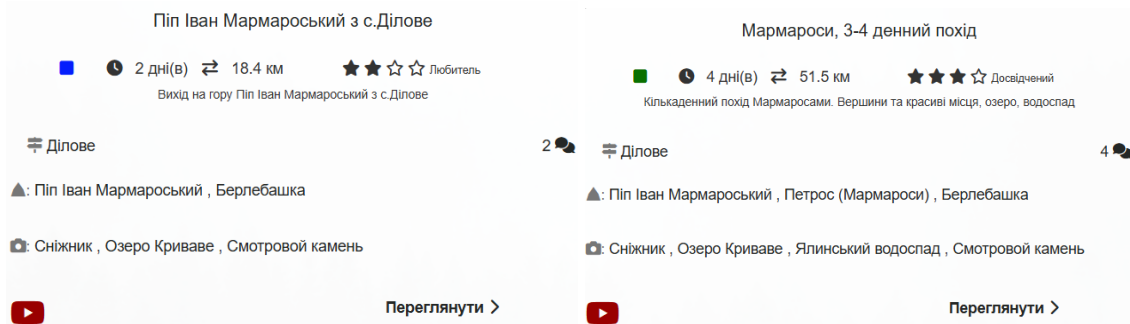 Піп Іван Мармароський з с.Ділове
2 дні(в) 18.4 км Любитель
Вихід на гору Піп Іван Мармароський з с.Ділове
Ділове 2
: Піп Іван Мармароський , Берлебашка
: Сніжник , Озеро Криваве , Смотровой камень
Переглянути
Мармароси, 3-4 денний похід
4 дні(в) 51.5 км Досвідчений
Кількаденний похід Мармаросами. Вершини та красиві місця, озеро, водоспад
Ділове 4
: Піп Іван Мармароський , Петрос (Мармароси) , Берлебашка
: Сніжник , Озеро Криваве , Ялинський водоспад , Смотровой камень
Переглянути